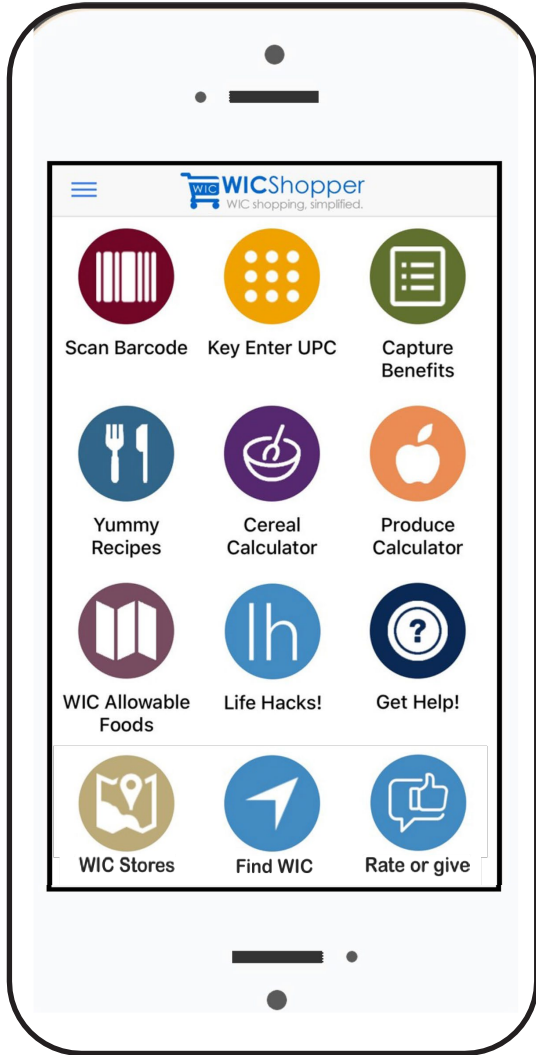 WIC WICShopper
WIC shopping, simplified.
Scan Barcode Key Enter UPC Capture
Benefits
Yummy Cereal Produce
Recipes Calculator Calculator
lh
?
WIC Allowable Life Hacks! Get Help!
Foods
WIC Stores Find WIC Rate or give